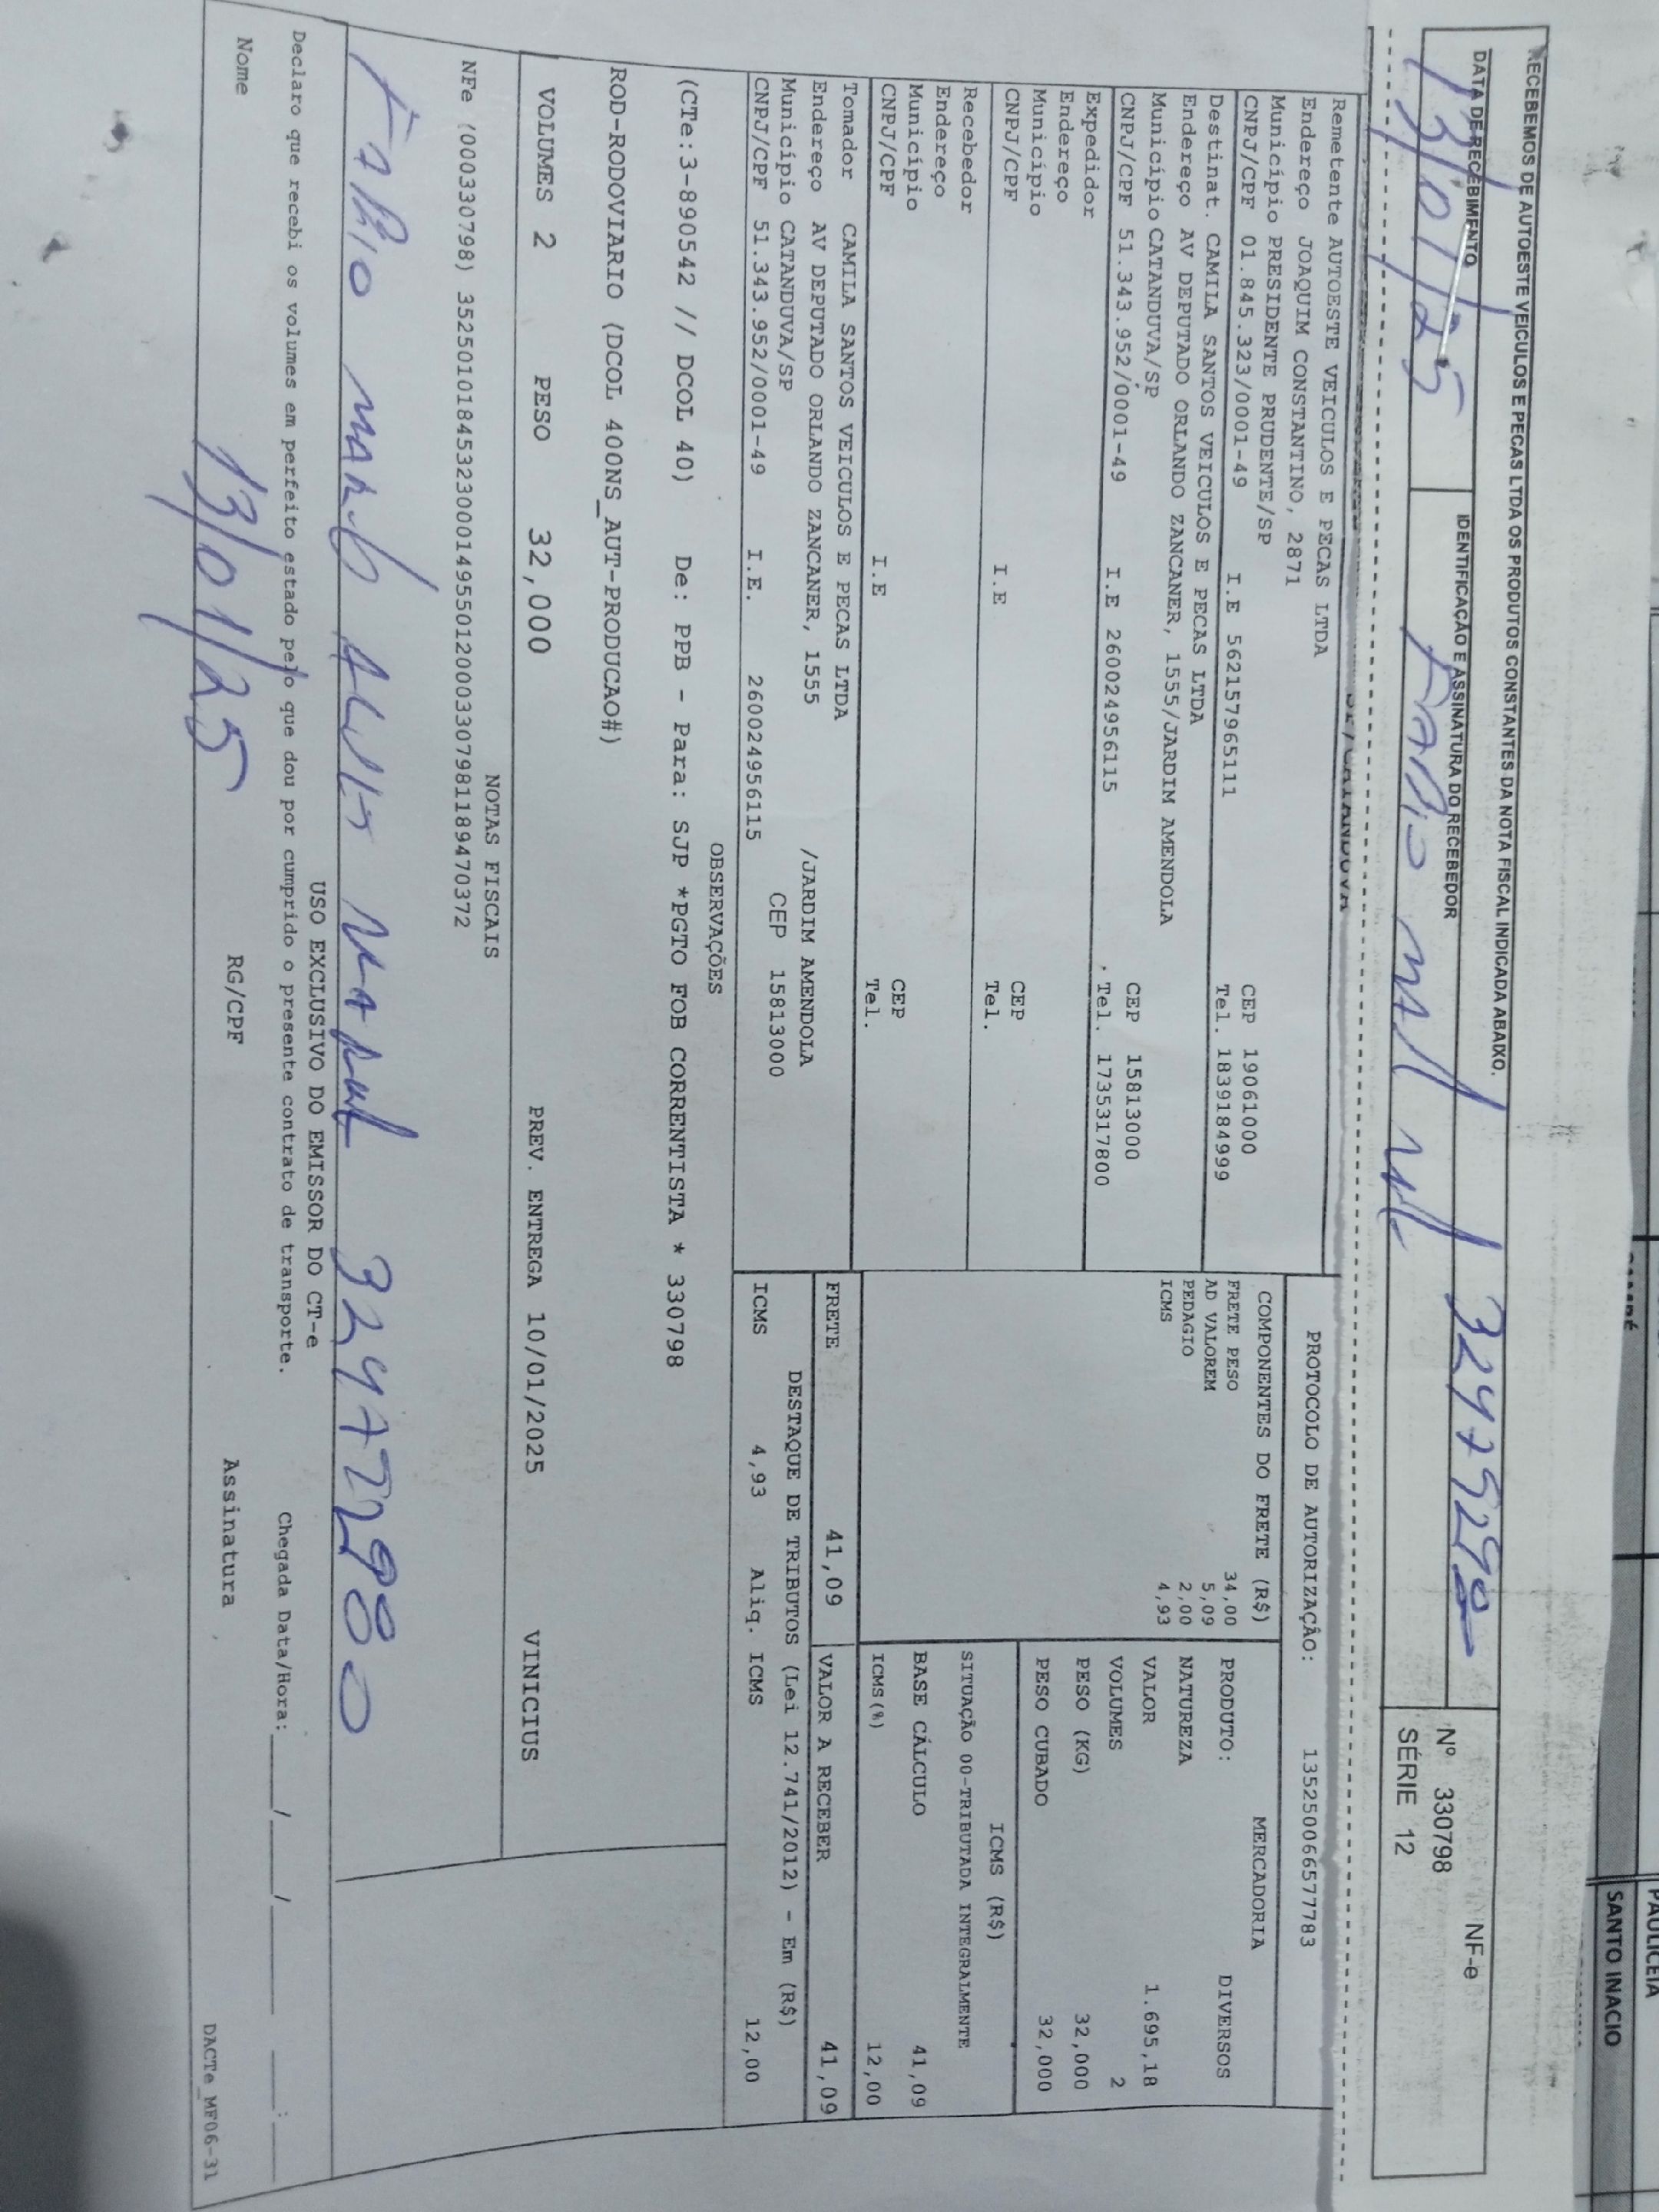 RECEBEMOS DE AUTOESTE VEICULOS E PECAS LTDA OS PRODUTOS CONSTANTES DA NOTA FISCAL INDICADA ABAIXO.
DATA DE RECEBIMENTO
IDENTIFICAÇÃO E ASSINATURA DO RECEBEDOR
NF-e
Nº 330798
SÉRIE 12
13/01/25
FABIO
PROTOCOLO DE AUTORIZAÇÃO: 135250066577783
Remetente AUTOESTE VEICULOS E PECAS LTDA
Endereço JOAQUIM CONSTANTINO, 2871
Município PRESIDENTE PRUDENTE/SP CEP 19061000
CNPJ/CPF 01.845.323/0001-49 I.E 562157965111 Tel. 1839184999
Destinat. CAMILA SANTOS VEICULOS E PECAS LTDA
Endereço AV DEPUTADO ORLANDO ZANCANER, 1555/JARDIM AMENDOLA
Município CATANDUVA/SP CEP 15813000
CNPJ/CPF 51.343.952/0001-49 I.E 260024956115 Tel. 1735317800
Expedidor
Endereço
Município CEP
CNPJ/CPF I.E Tel.
Recebedor
Endereço
Município CEP
CNPJ/CPF I.E Tel.
Tomador CAMILA SANTOS VEICULOS E PECAS LTDA
Endereço AV DEPUTADO ORLANDO ZANCANER, 1555 /JARDIM AMENDOLA
Município CATANDUVA/SP CEP 15813000
CNPJ/CPF 51.343.952/0001-49 I.E. 260024956115
COMPONENTES DO FRETE (R$)
FRETE PESO 34,00
AD VALOREM 5,09
PEDAGIO 2,00
ICMS 4,93
MERCADORIA
PRODUTO: DIVERSOS
NATUREZA
VALOR 1.695,18
VOLUMES 2
PESO (KG) 32,000
PESO CUBADO 32,000
ICMS (R$)
SITUAÇÃO 00-TRIBUTADA INTEGRALMENTE
BASE CÁLCULO 41,09
ICMS(%) 12,00
FRETE 41,09 VALOR A RECEBER 41,09
DESTAQUE DE TRIBUTOS (Lei 12.741/2012) - Em (R$)
ICMS 4,93 Aliq. ICMS 12,00
OBSERVAÇÕES
(CTe:3-890542 // DCOL 40) De: PPB - Para: SJP *PGTO FOB CORRENTISTA * 330798
ROD-RODOVIARIO (DCOL 400NS_AUT-PRODUCAO#)
VOLUMES 2 PESO 32,000 PREV. ENTREGA 10/01/2025 VINICIUS
NOTAS FISCAIS
NFe (000330798) 35250101845323000149550120003307981189470372
FABIO
USO EXCLUSIVO DO EMISSOR DO CT-e
Declaro que recebi os volumes em perfeito estado pelo que dou por cumprido o presente contrato de transporte. Chegada Data/Hora:____/____/______ ___:___
Nome RG/CPF Assinatura
13/01/25
DACTe_MF06-31
PAULICEIA
SANTO INACIO